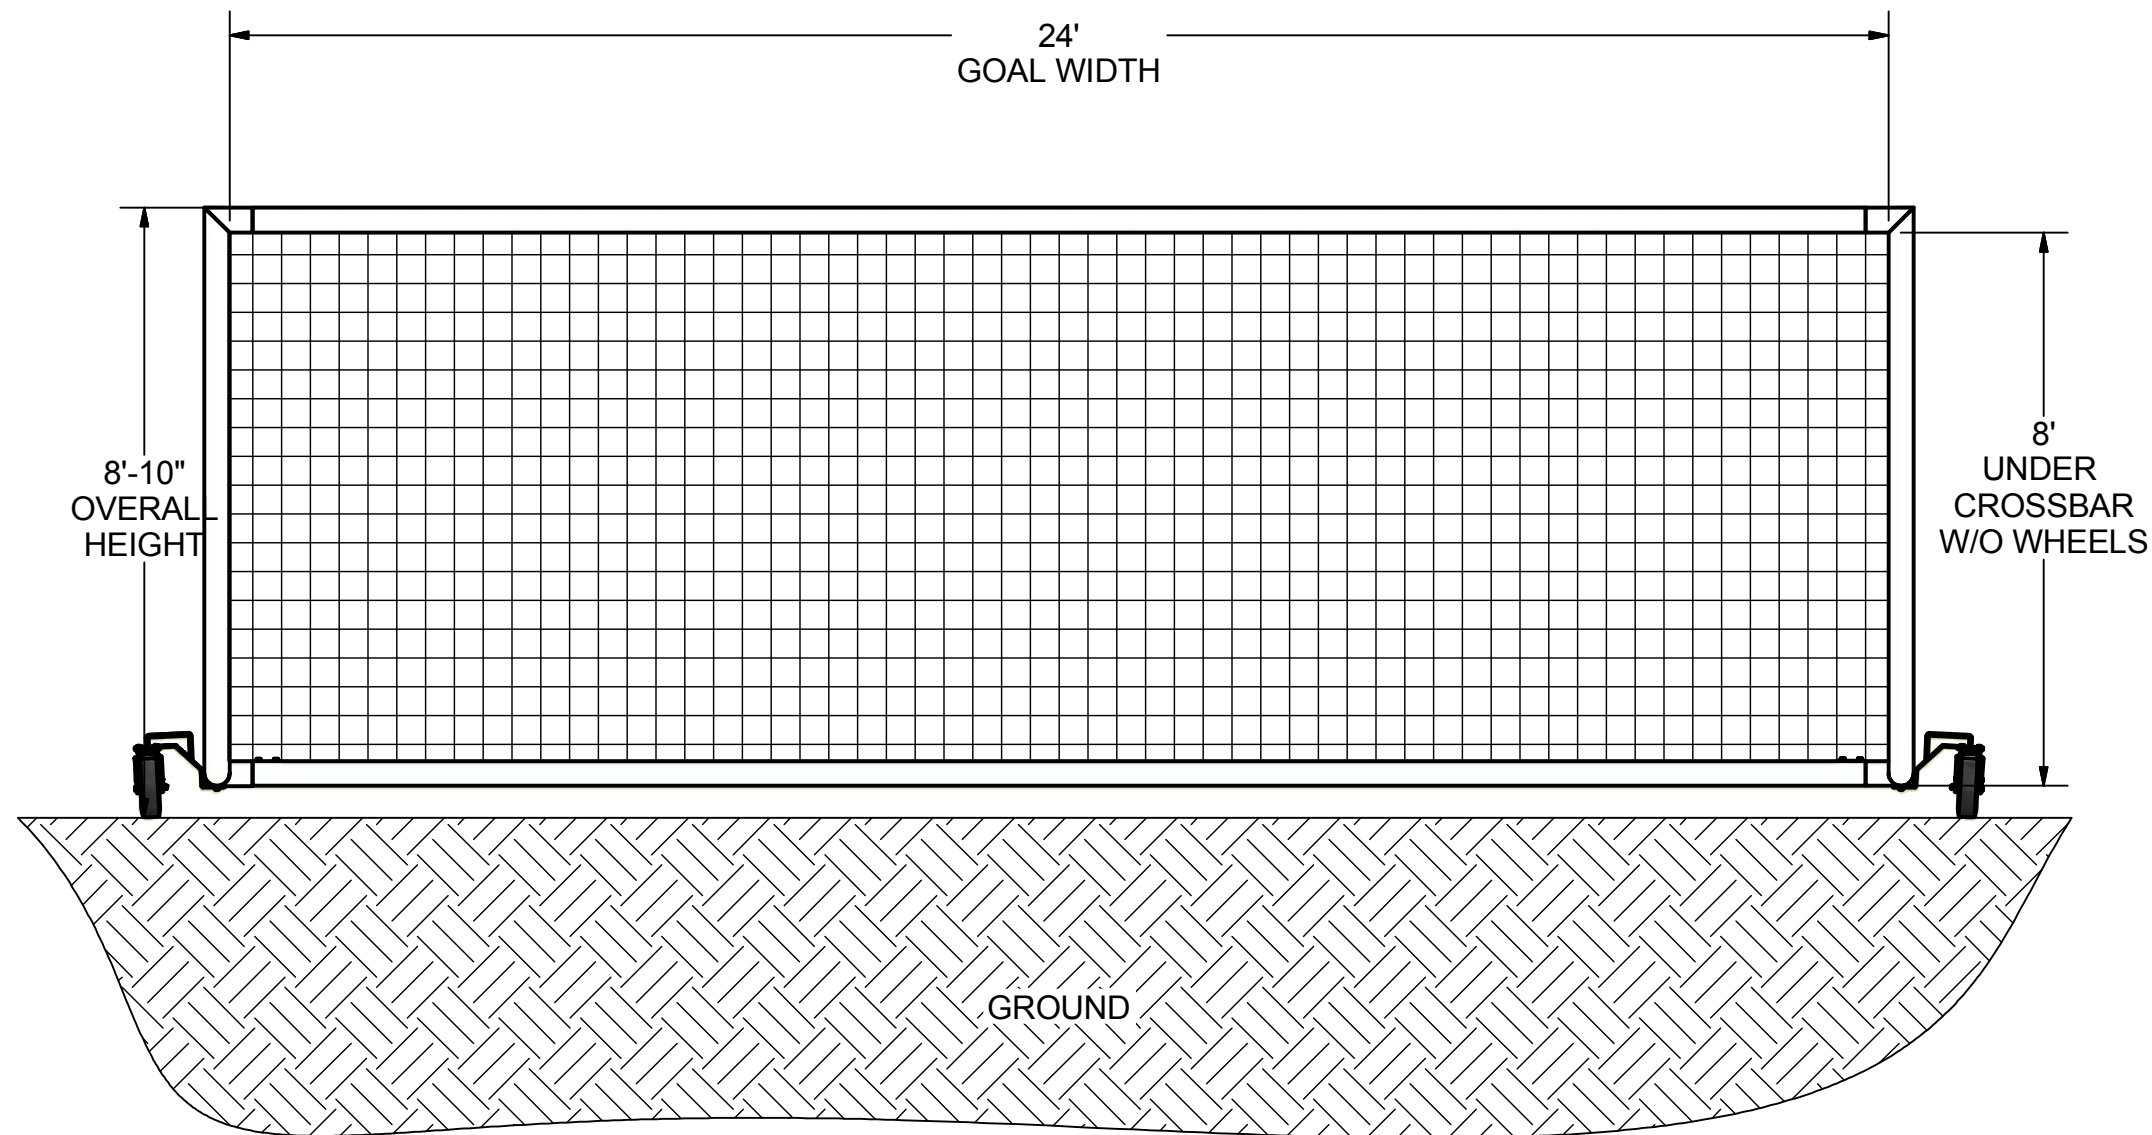 24'
GOAL WIDTH
8'-10"
OVERALL
HEIGHT
8'
UNDER
CROSSBAR
W/O WHEELS
GROUND